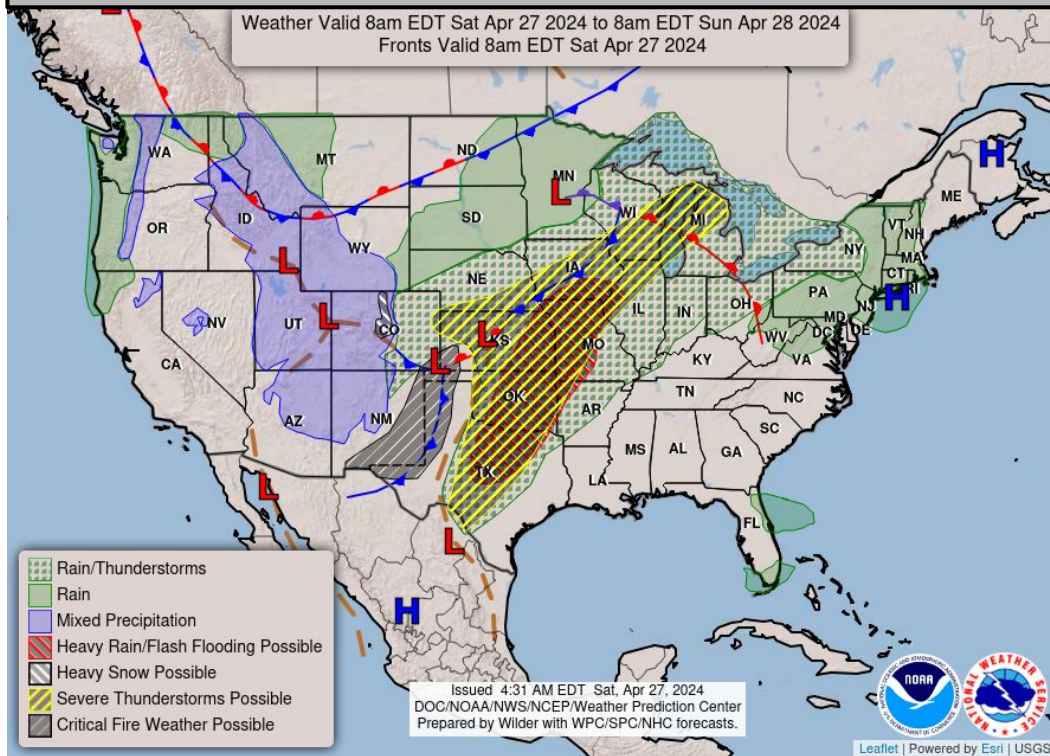 Weather Valid 8am EDT Sat Apr 27 2024 to 8am EDT Sun Apr 28 2024
Fronts Valid 8am EDT Sat Apr 27 2024
L
WA
MT
ND
MN
L
H
ME
OR
ID
WY
SD
WI
MI
NY
VT
NH
MA
CT
RI
H
L
NE
IA
PA
NJ
NV
UT
L
CO
L
KS
L
IL
IN
OH
MD
DE
DC
WV
VA
CA
MO
KY
AZ
NM
OK
AR
TN
NC
SC
TX
LA
MS
AL
GA
L
FL
L
H
Rain/Thunderstorms
Rain
Mixed Precipitation
Heavy Rain/Flash Flooding Possible
Heavy Snow Possible
Severe Thunderstorms Possible
Critical Fire Weather Possible
Issued 4:31 AM EDT Sat, Apr 27, 2024
DOC/NOAA/NWS/NCEP/Weather Prediction Center
Prepared by Wilder with WPC/SPC/NHC forecasts.
NOAA
NATIONAL WEATHER SERVICE
Leaflet | Powered by Esri | USGS